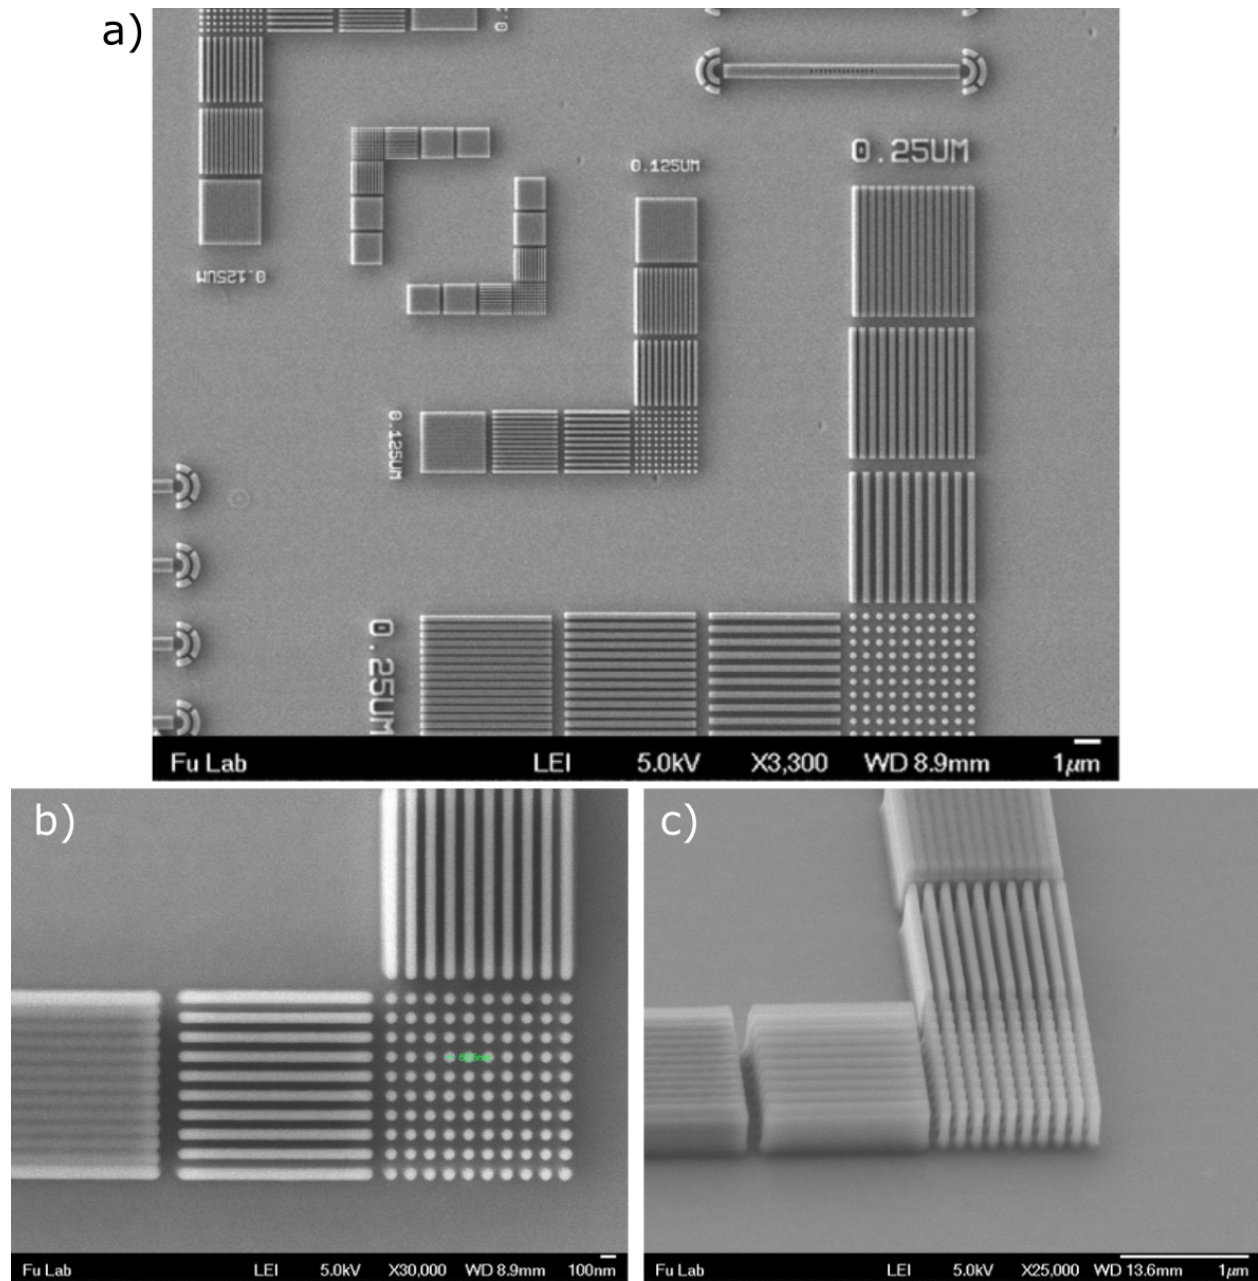 a)
0.25UM
0.125UM
0.125UM
0.125UM
0.25UM
Fu Lab LEI 5.0kV X3,300 WD 8.9mm 1μm
b)
c)
Fu Lab LEI 5.0kV X30,000 WD 8.9mm 100nm
Fu Lab LEI 5.0kV X25,000 WD 13.6mm 1μm